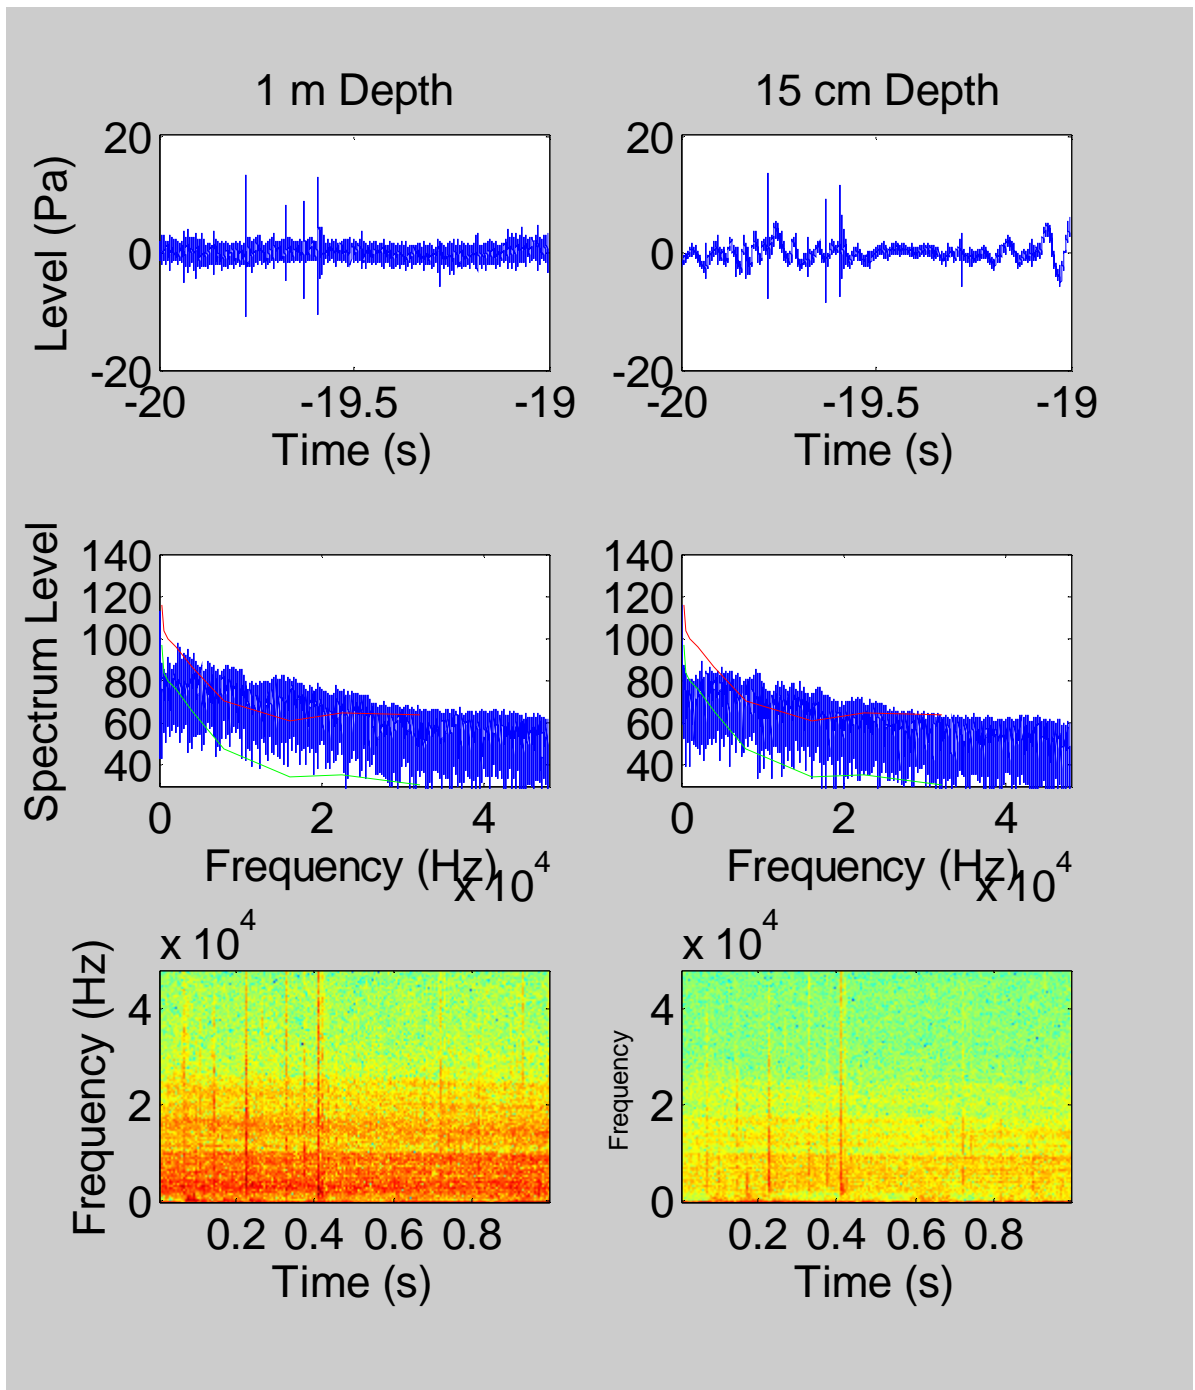 1 m Depth
15 cm Depth
Level (Pa)
20
0
-20
-20
-19.5
-19
Time (s)
20
0
-20
-20
-19.5
-19
Time (s)
Spectrum Level
140
120
100
80
60
40
0
2
4
Frequency (Hz)
x 10^4
140
120
100
80
60
40
0
2
4
Frequency (Hz)
x 10^4
Frequency (Hz)
x 10^4
4
2
0
0.2
0.4
0.6
0.8
Time (s)
Frequency
x 10^4
4
2
0
0.2
0.4
0.6
0.8
Time (s)